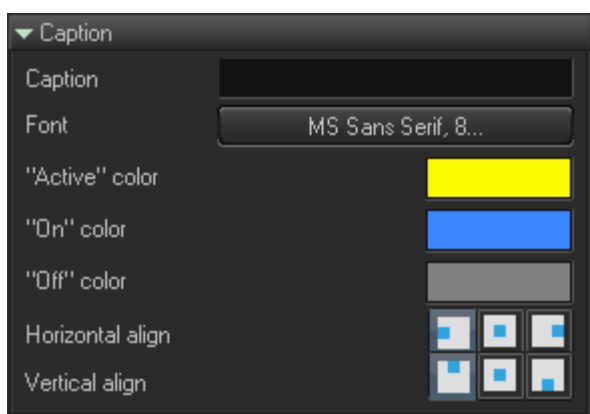 Caption
Caption
Font MS Sans Serif, 8...
"Active" color
"On" color
"Off" color
Horizontal align
Vertical align